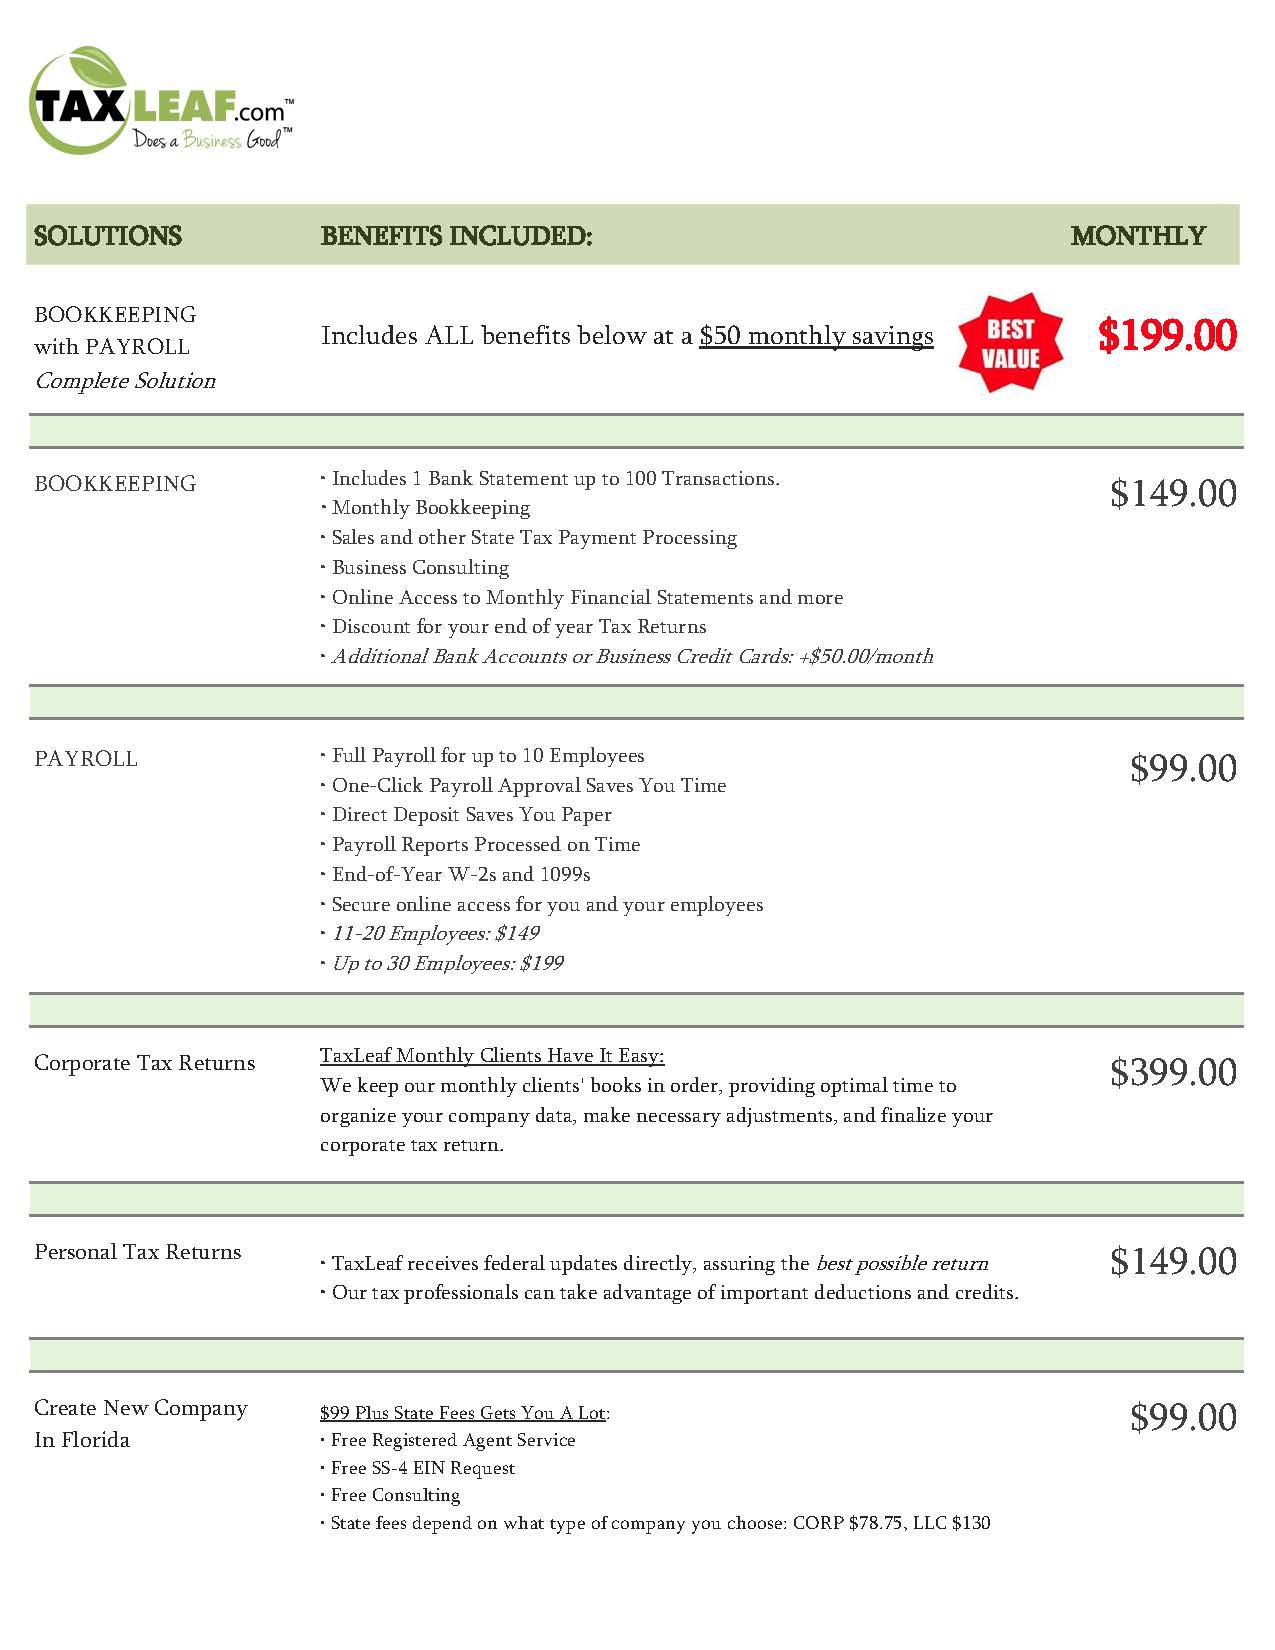 TAXLEAF.com™
Does a Business Good™
SOLUTIONS BENEFITS INCLUDED: MONTHLY
BOOKKEEPING
with PAYROLL
Complete Solution
Includes ALL benefits below at a $50 monthly savings
BEST
VALUE
$199.00
BOOKKEEPING
• Includes 1 Bank Statement up to 100 Transactions.
• Monthly Bookkeeping
• Sales and other State Tax Payment Processing
• Business Consulting
• Online Access to Monthly Financial Statements and more
• Discount for your end of year Tax Returns
• Additional Bank Accounts or Business Credit Cards: +$50.00/month
$149.00
PAYROLL
• Full Payroll for up to 10 Employees
• One-Click Payroll Approval Saves You Time
• Direct Deposit Saves You Paper
• Payroll Reports Processed on Time
• End-of-Year W-2s and 1099s
• Secure online access for you and your employees
• 11-20 Employees: $149
• Up to 30 Employees: $199
$99.00
Corporate Tax Returns
TaxLeaf Monthly Clients Have It Easy:
We keep our monthly clients' books in order, providing optimal time to
organize your company data, make necessary adjustments, and finalize your
corporate tax return.
$399.00
Personal Tax Returns
• TaxLeaf receives federal updates directly, assuring the best possible return
• Our tax professionals can take advantage of important deductions and credits.
$149.00
Create New Company
In Florida
$99 Plus State Fees Gets You A Lot:
• Free Registered Agent Service
• Free SS-4 EIN Request
• Free Consulting
• State fees depend on what type of company you choose: CORP $78.75, LLC $130
$99.00